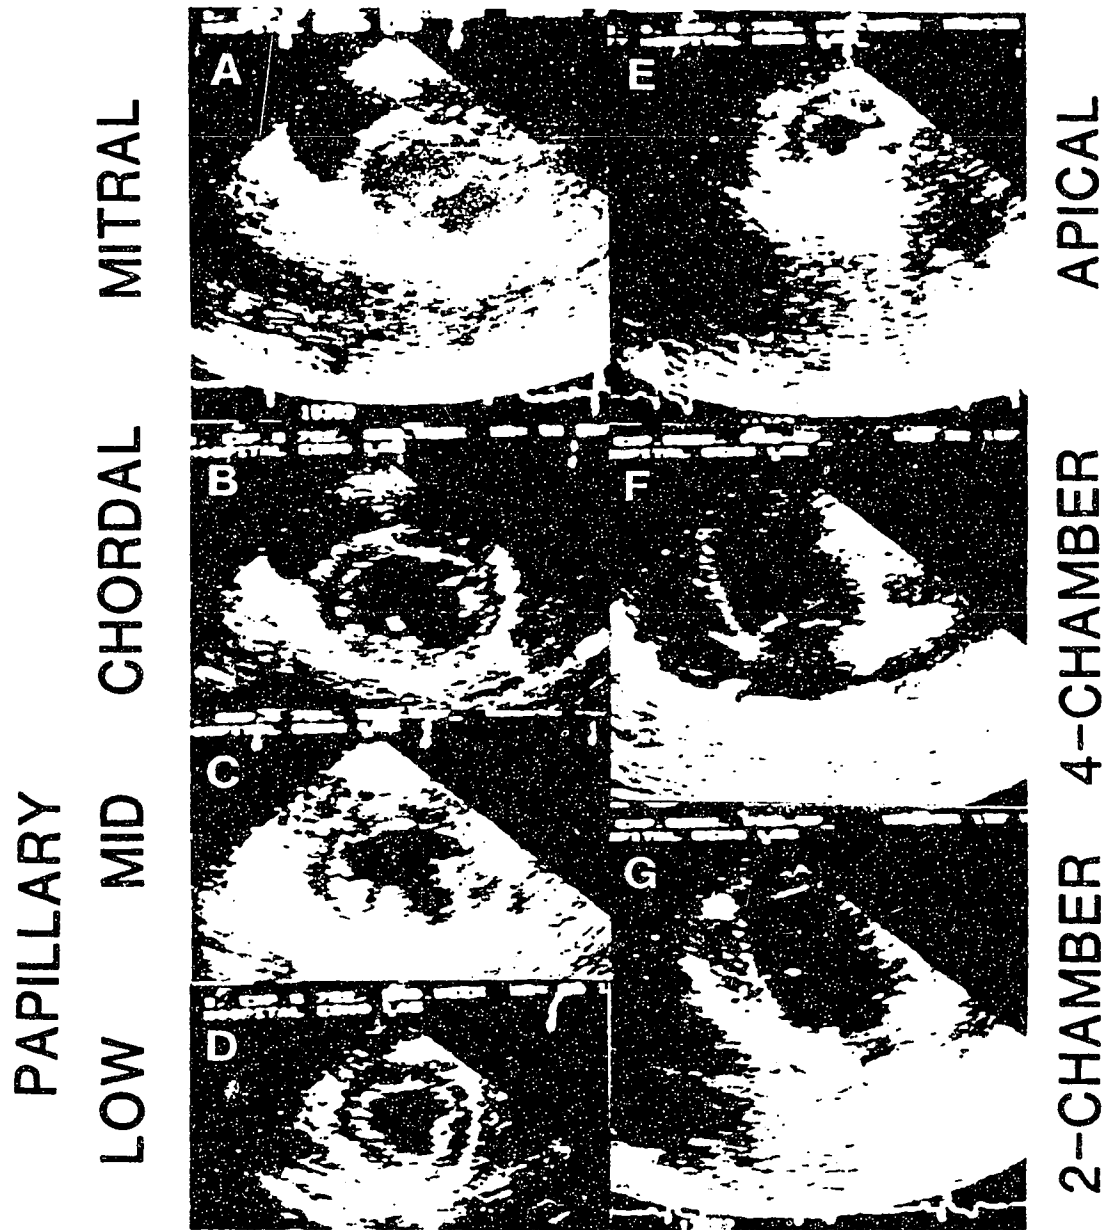 MITRAL
A
CHORDAL
B
PAPILLARY
MID
C
LOW
D
APICAL
E
4-CHAMBER
F
2-CHAMBER
G